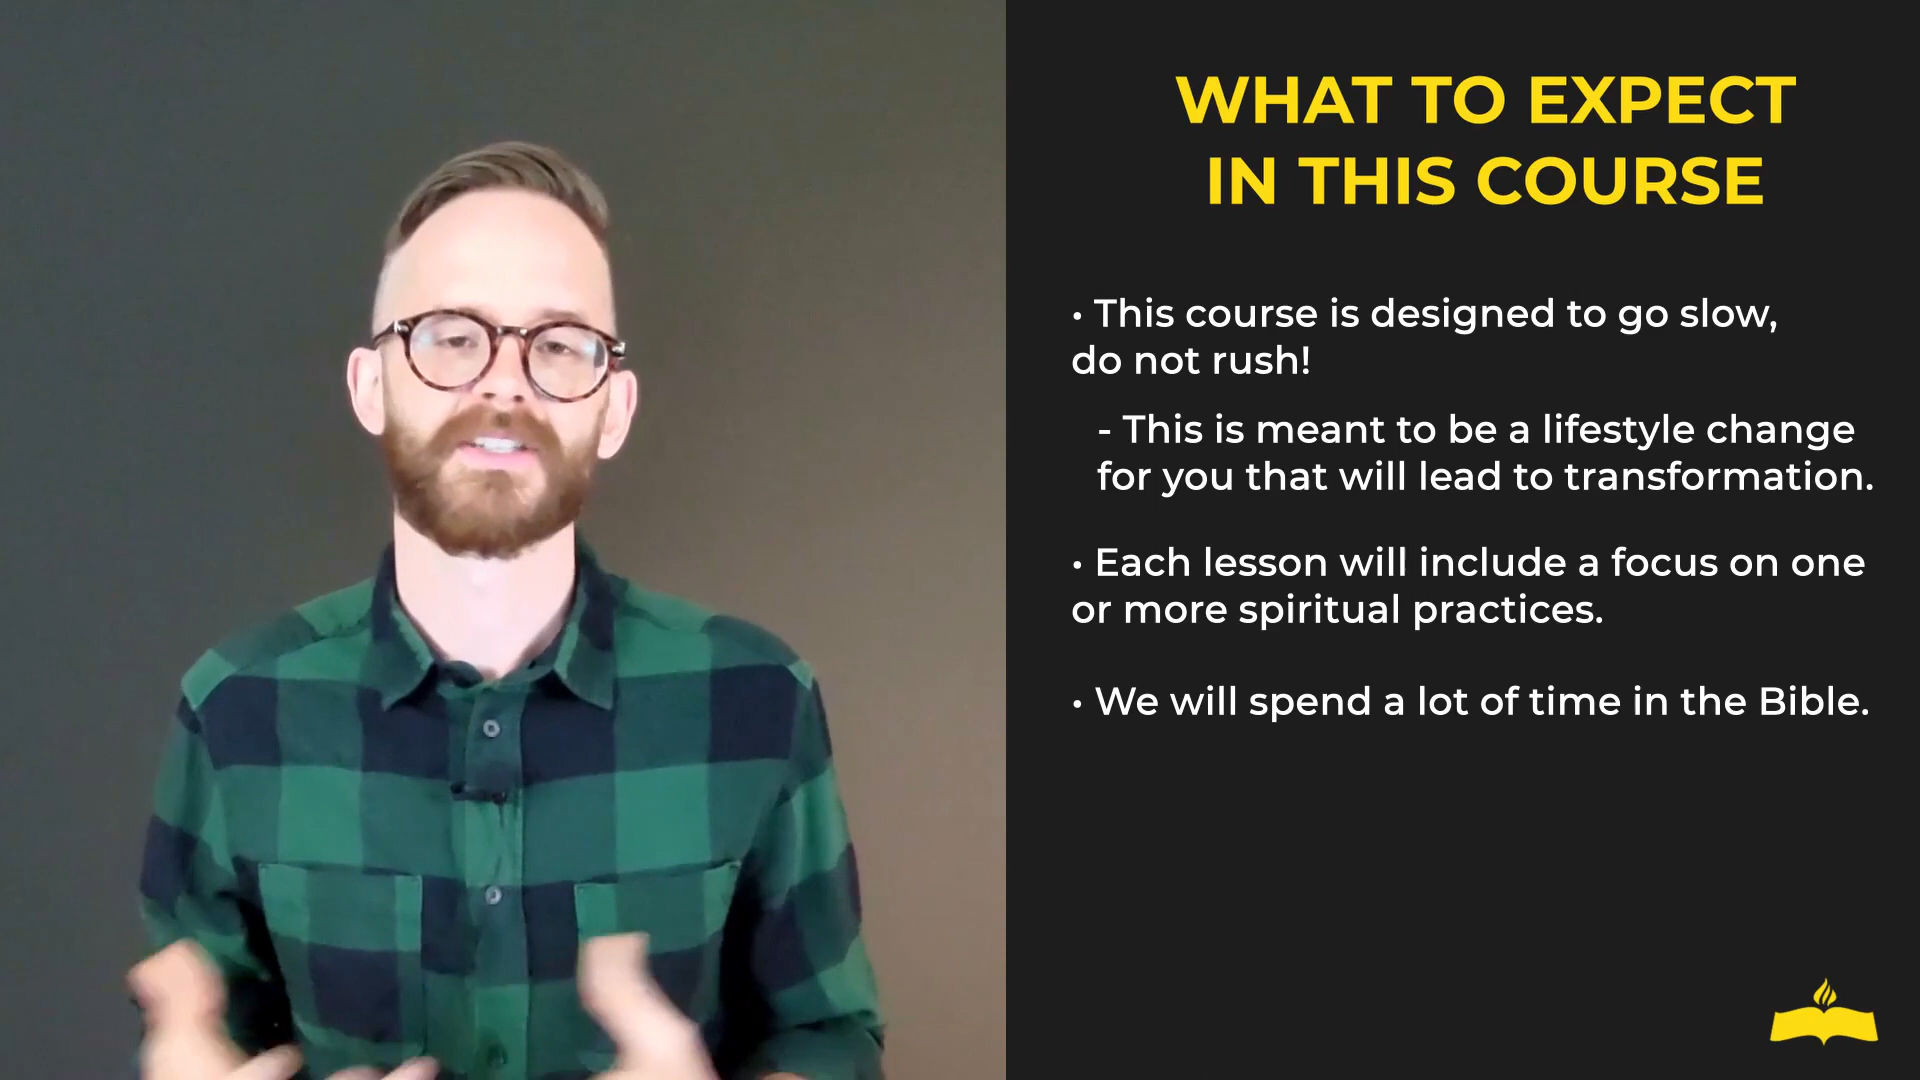 WHAT TO EXPECT
IN THIS COURSE
• This course is designed to go slow,
do not rush!
- This is meant to be a lifestyle change
for you that will lead to transformation.
• Each lesson will include a focus on one
or more spiritual practices.
• We will spend a lot of time in the Bible.